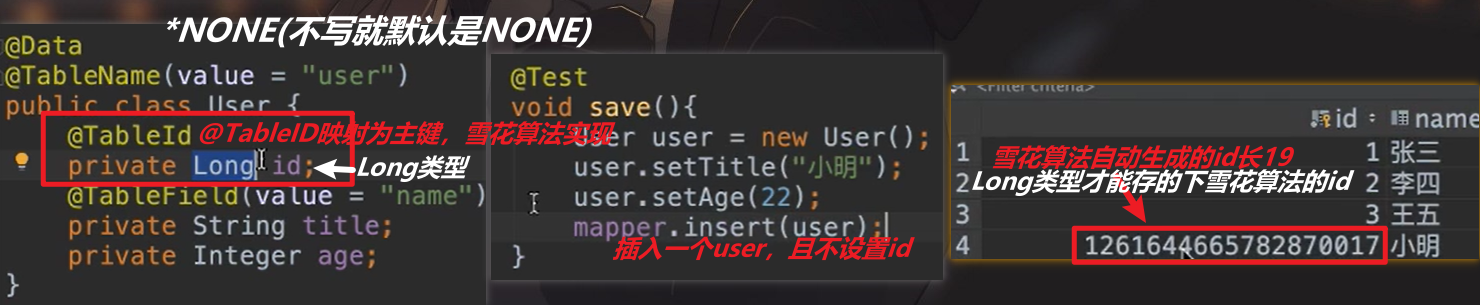 *NONE(不写就默认是NONE)
@Data
@TableName(value = "user")
public class User {
@TableId
@TableID映射为主键，雪花算法实现
private Long id;
Long类型
@TableField(value = "name")
private String title;
private Integer age;
}
@Test
void save(){
User user = new User();
user.setTitle("小明");
user.setAge(22);
mapper.insert(user);
插入一个user，且不设置id
}
<Filter criteria>
id name
1 1 张三
雪花算法自动生成的id长19
Long类型才能存的下雪花算法的id
2 2 李四
3 3 王五
4 1261644665782870017 小明